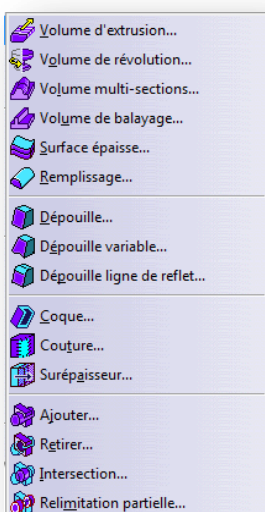 Volume d'extrusion...
Volume de révolution...
Volume multi-sections...
Volume de balayage...
Surface épaisse...
Remplissage...
Dépouille...
Dépouille variable...
Dépouille ligne de reflet...
Coque...
Couture...
Surépaisseur...
Ajouter...
Retirer...
Intersection...
Relimitation partielle...